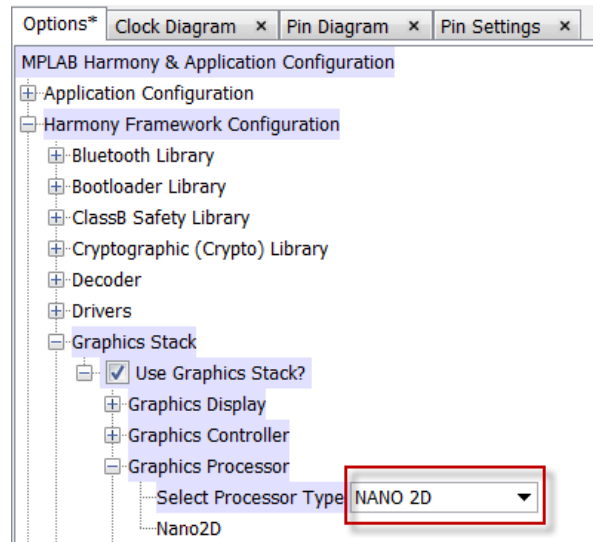 Options* Clock Diagram × Pin Diagram × Pin Settings ×
MPLAB Harmony & Application Configuration
Application Configuration
Harmony Framework Configuration
Bluetooth Library
Bootloader Library
ClassB Safety Library
Cryptographic (Crypto) Library
Decoder
Drivers
Graphics Stack
Use Graphics Stack?
Graphics Display
Graphics Controller
Graphics Processor
Select Processor Type NANO 2D
Nano2D